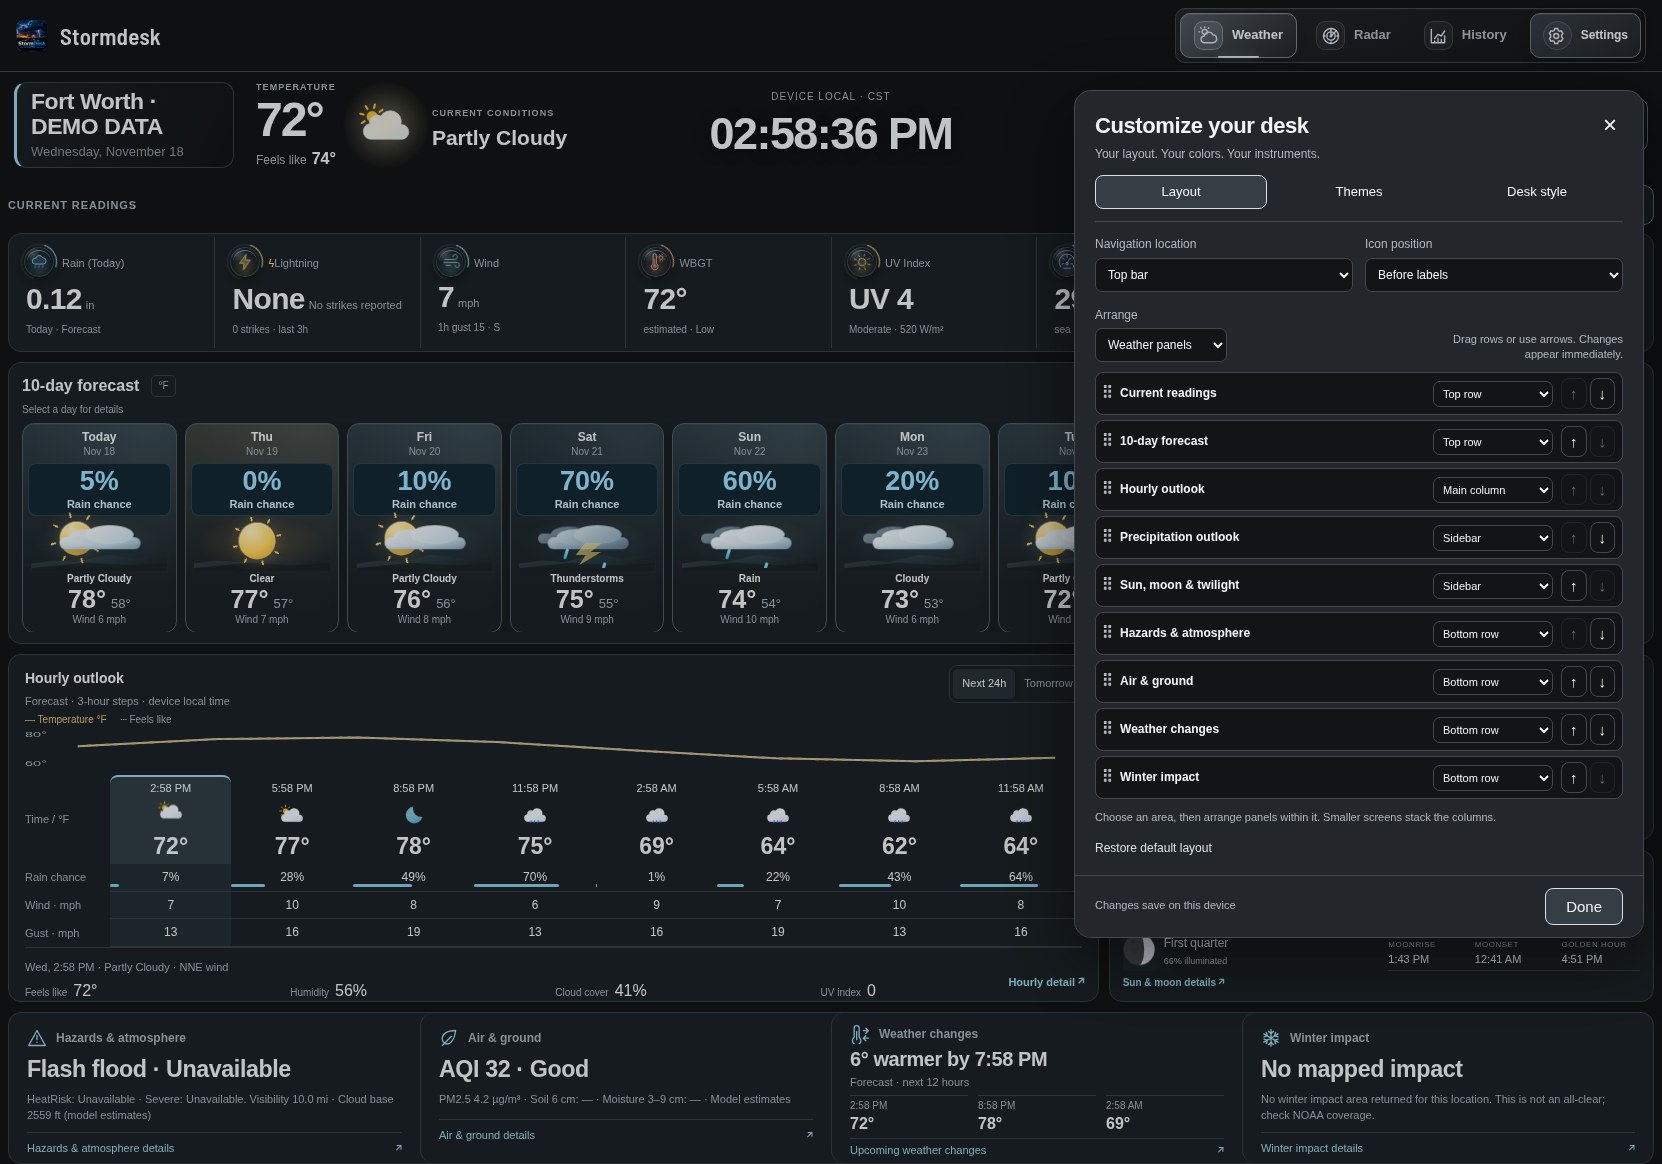 Stormdesk
Weather
Radar
History
Settings
Fort Worth ·
DEMO DATA
Wednesday, November 18
TEMPERATURE
72°
Feels like 74°
CURRENT CONDITIONS
Partly Cloudy
DEVICE LOCAL · CST
02:58:36 PM
CURRENT READINGS
Rain (Today)
0.12 in
Today · Forecast
ϟLightning
None No strikes reported
0 strikes · last 3h
Wind
7 mph
1h gust 15 · S
WBGT
72°
estimated · Low
UV Index
UV 4
Moderate · 520 W/m²
sea
10-day forecast °F
Select a day for details
Today
Nov 18
5%
Rain chance
Partly Cloudy
78° 58°
Wind 6 mph
Thu
Nov 19
0%
Rain chance
Clear
77° 57°
Wind 7 mph
Fri
Nov 20
10%
Rain chance
Partly Cloudy
76° 56°
Wind 8 mph
Sat
Nov 21
70%
Rain chance
Thunderstorms
75° 55°
Wind 9 mph
Sun
Nov 22
60%
Rain chance
Rain
74° 54°
Wind 10 mph
Mon
Nov 23
20%
Rain chance
Cloudy
73° 53°
Wind 6 mph
Rain
Partly
72°
Wind
Hourly outlook
Next 24h
Tomorrow
Forecast · 3-hour steps · device local time
— Temperature °F
┄ Feels like
80°
60°
2:58 PM 5:58 PM 8:58 PM 11:58 PM 2:58 AM 5:58 AM 8:58 AM 11:58 AM
Time / °F
72° 77° 78° 75° 69° 64° 62° 64°
Rain chance 7% 28% 49% 70% 1% 22% 43% 64%
Wind · mph 7 10 8 6 9 7 10 8
Gust · mph 13 16 19 13 16 19 13 16
Wed, 2:58 PM · Partly Cloudy · NNE wind
Feels like 72° Humidity 56% Cloud cover 41% UV index 0
Hourly detail ↗
Customize your desk
×
Your layout. Your colors. Your instruments.
Layout
Themes
Desk style
Navigation location
Top bar
Icon position
Before labels
Arrange
Weather panels
Drag rows or use arrows. Changes
appear immediately.
Current readings Top row ↑ ↓
10-day forecast Top row ↑ ↓
Hourly outlook Main column ↑ ↓
Precipitation outlook Sidebar ↑ ↓
Sun, moon & twilight Sidebar ↑ ↓
Hazards & atmosphere Bottom row ↑ ↓
Air & ground Bottom row ↑ ↓
Weather changes Bottom row ↑ ↓
Winter impact Bottom row ↑ ↓
Choose an area, then arrange panels within it. Smaller screens stack the columns.
Restore default layout
Changes save on this device
Done
First quarter
66% illuminated
MOONRISE
1:43 PM
MOONSET
12:41 AM
GOLDEN HOUR
4:51 PM
Sun & moon details ↗
Hazards & atmosphere
Flash flood · Unavailable
HeatRisk: Unavailable · Severe: Unavailable. Visibility 10.0 mi · Cloud base
2559 ft (model estimates)
Hazards & atmosphere details ↗
Air & ground
AQI 32 · Good
PM2.5 4.2 µg/m³ · Soil 6 cm: — · Moisture 3–9 cm: — · Model estimates
Air & ground details ↗
Weather changes
6° warmer by 7:58 PM
Forecast · next 12 hours
2:58 PM
72°
8:58 PM
78°
2:58 AM
69°
Upcoming weather changes ↗
Winter impact
No mapped impact
No winter impact area returned for this location. This is not an all-clear;
check NOAA coverage.
Winter impact details ↗